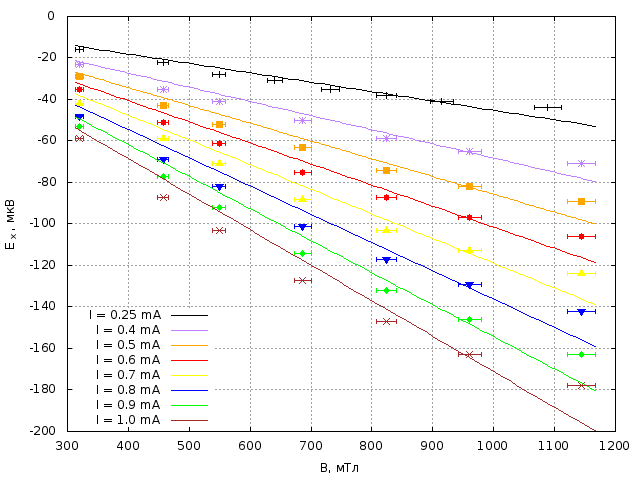 0
-20
-40
-60
-80
-100
-120
-140
-160
-180
-200
Eₓ, мкВ
I = 0.25 mA
I = 0.4 mA
I = 0.5 mA
I = 0.6 mA
I = 0.7 mA
I = 0.8 mA
I = 0.9 mA
I = 1.0 mA
300 400 500 600 700 800 900 1000 1100 1200
B, мТл